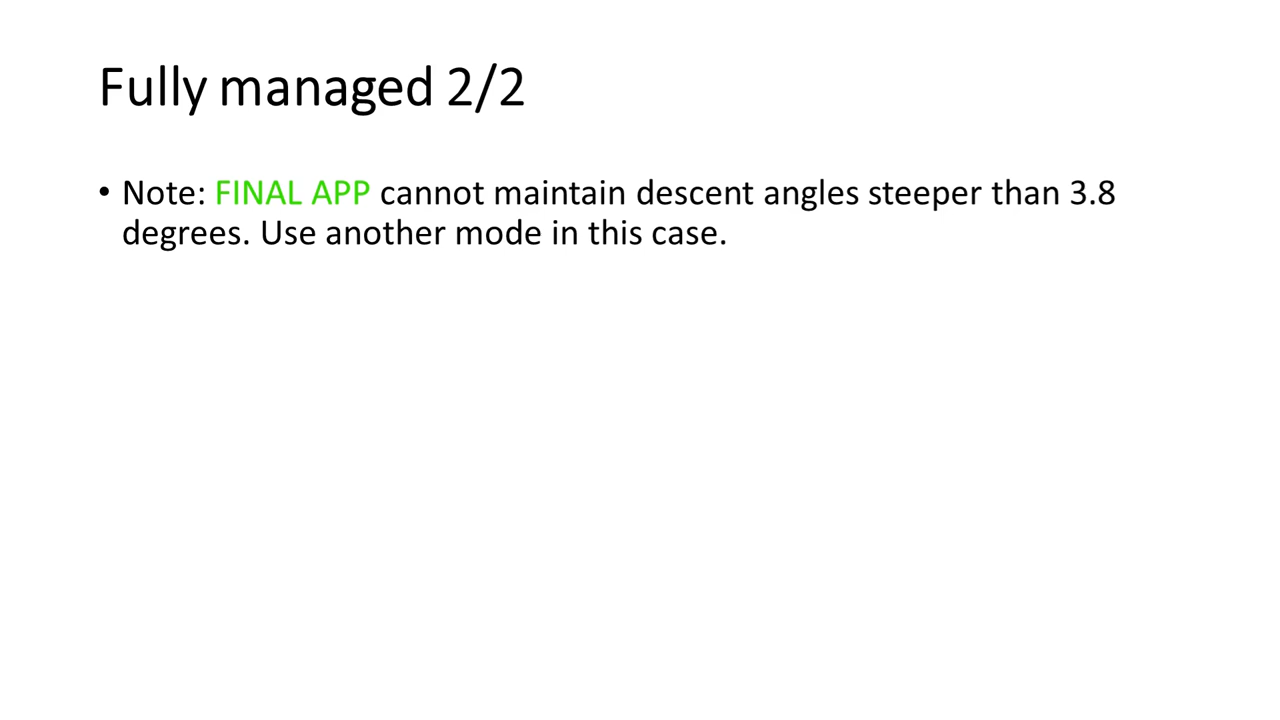 Fully managed 2/2
• Note: FINAL APP cannot maintain descent angles steeper than 3.8
degrees. Use another mode in this case.